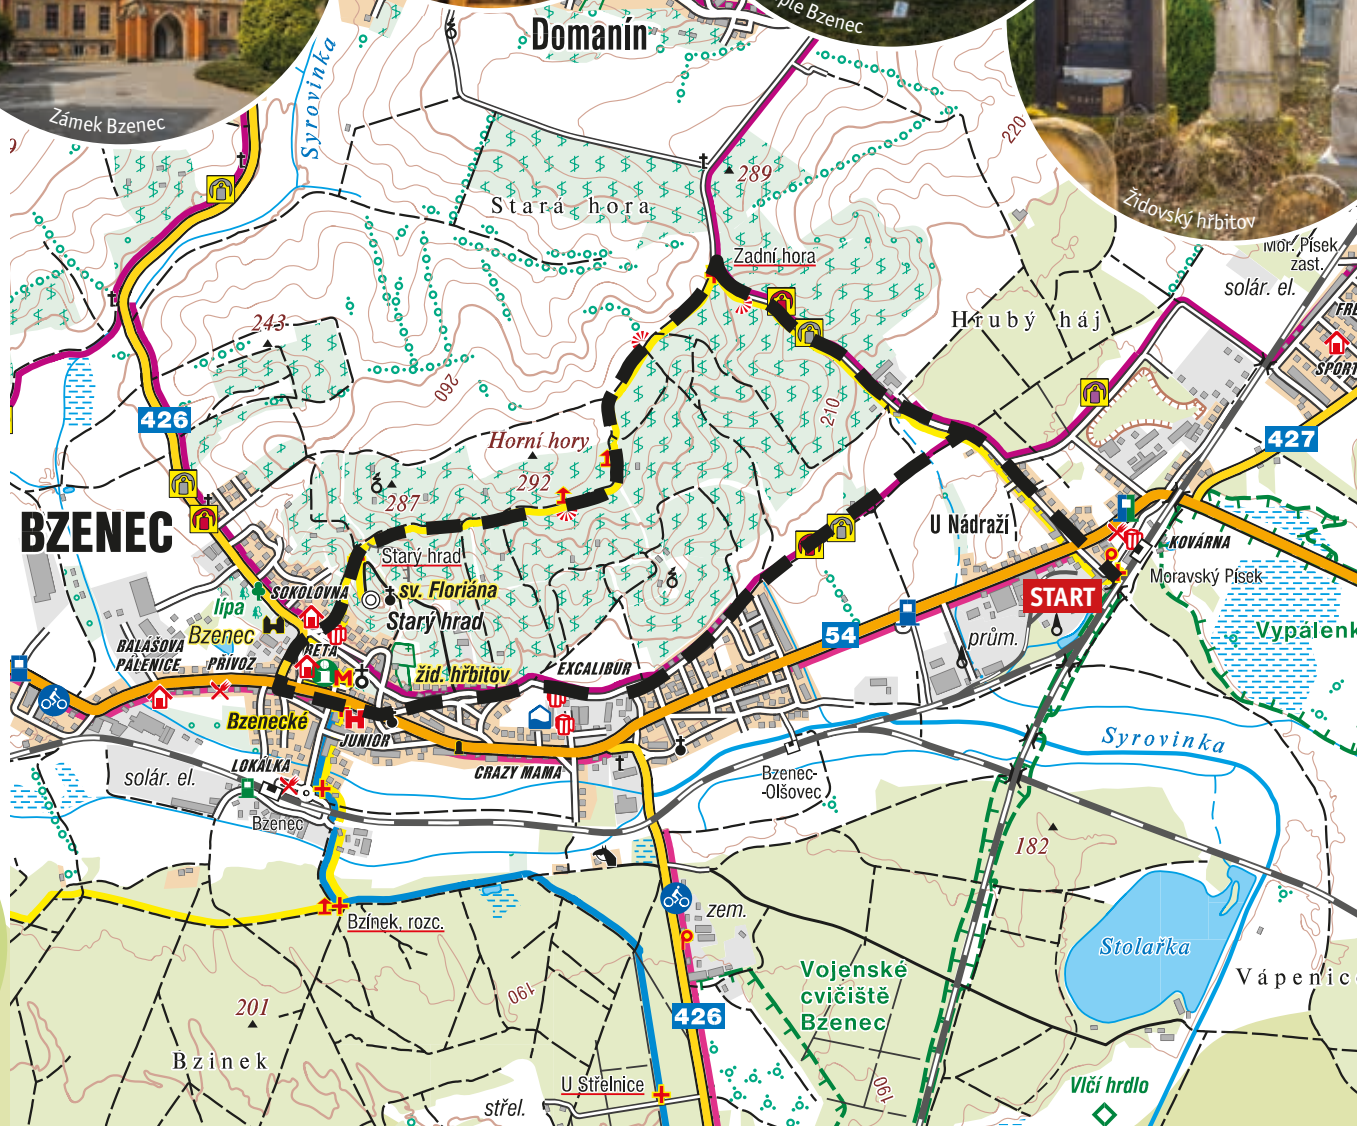 Zámek Bzenec
ple Bzenec
Židovský hřbitov
Domanín
Syrovinka
220
289
Stará hora
Zadní hora
Mor. Písek
zast.
solár. el.
FRE
SPORT
243
260
Hrubý háj
210
426
427
Horní hory
292
287
BZENEC
U Nádraží
KOVÁRNA
Starý hrad
sv. Floriána
Starý hrad
Moravský Písek
START
SOKOLOVNA
lípa
Bzenec
BALÁŠOVA
PÁLENICE
PŘÍVOZ
BETA
M
54
prům.
Vypálenk
EXCALIBUR
žid. hřbitov
Bzenecké
JUNIOR
Syrovinka
LOKÁLKA
CRAZY MAMA
solár. el.
Bzenec-
-Olšovec
Bzenec
182
zem.
Bzínek, rozc.
Stolařka
Vojenské
cvičiště
Bzenec
Vápenic
190
201
426
Bzinek
U Střelnice
190
Vlčí hrdlo
střel.